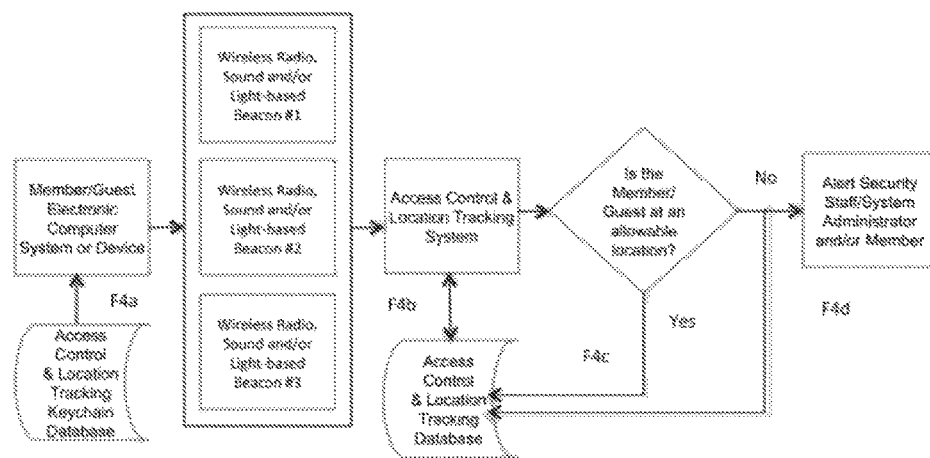 Wireless Radio,
Sound and/or
Light-based
Beacon #1
Member/Guest
Electronic
Computer
System or Device
Wireless Radio,
Sound and/or
Light-based
Beacon #2
Access Control &
Location Tracking
System
Is the
Member/
Guest at an
allowable
location?
No
Alert Security
Staff/System
Administrator
and/or Member
F4a
F4b
Yes
F4d
Wireless Radio,
Sound and/or
Light-based
Beacon #3
F4c
Access
Control
& Location
Tracking
Keychain
Database
Access
Control
& Location
Tracking
Database